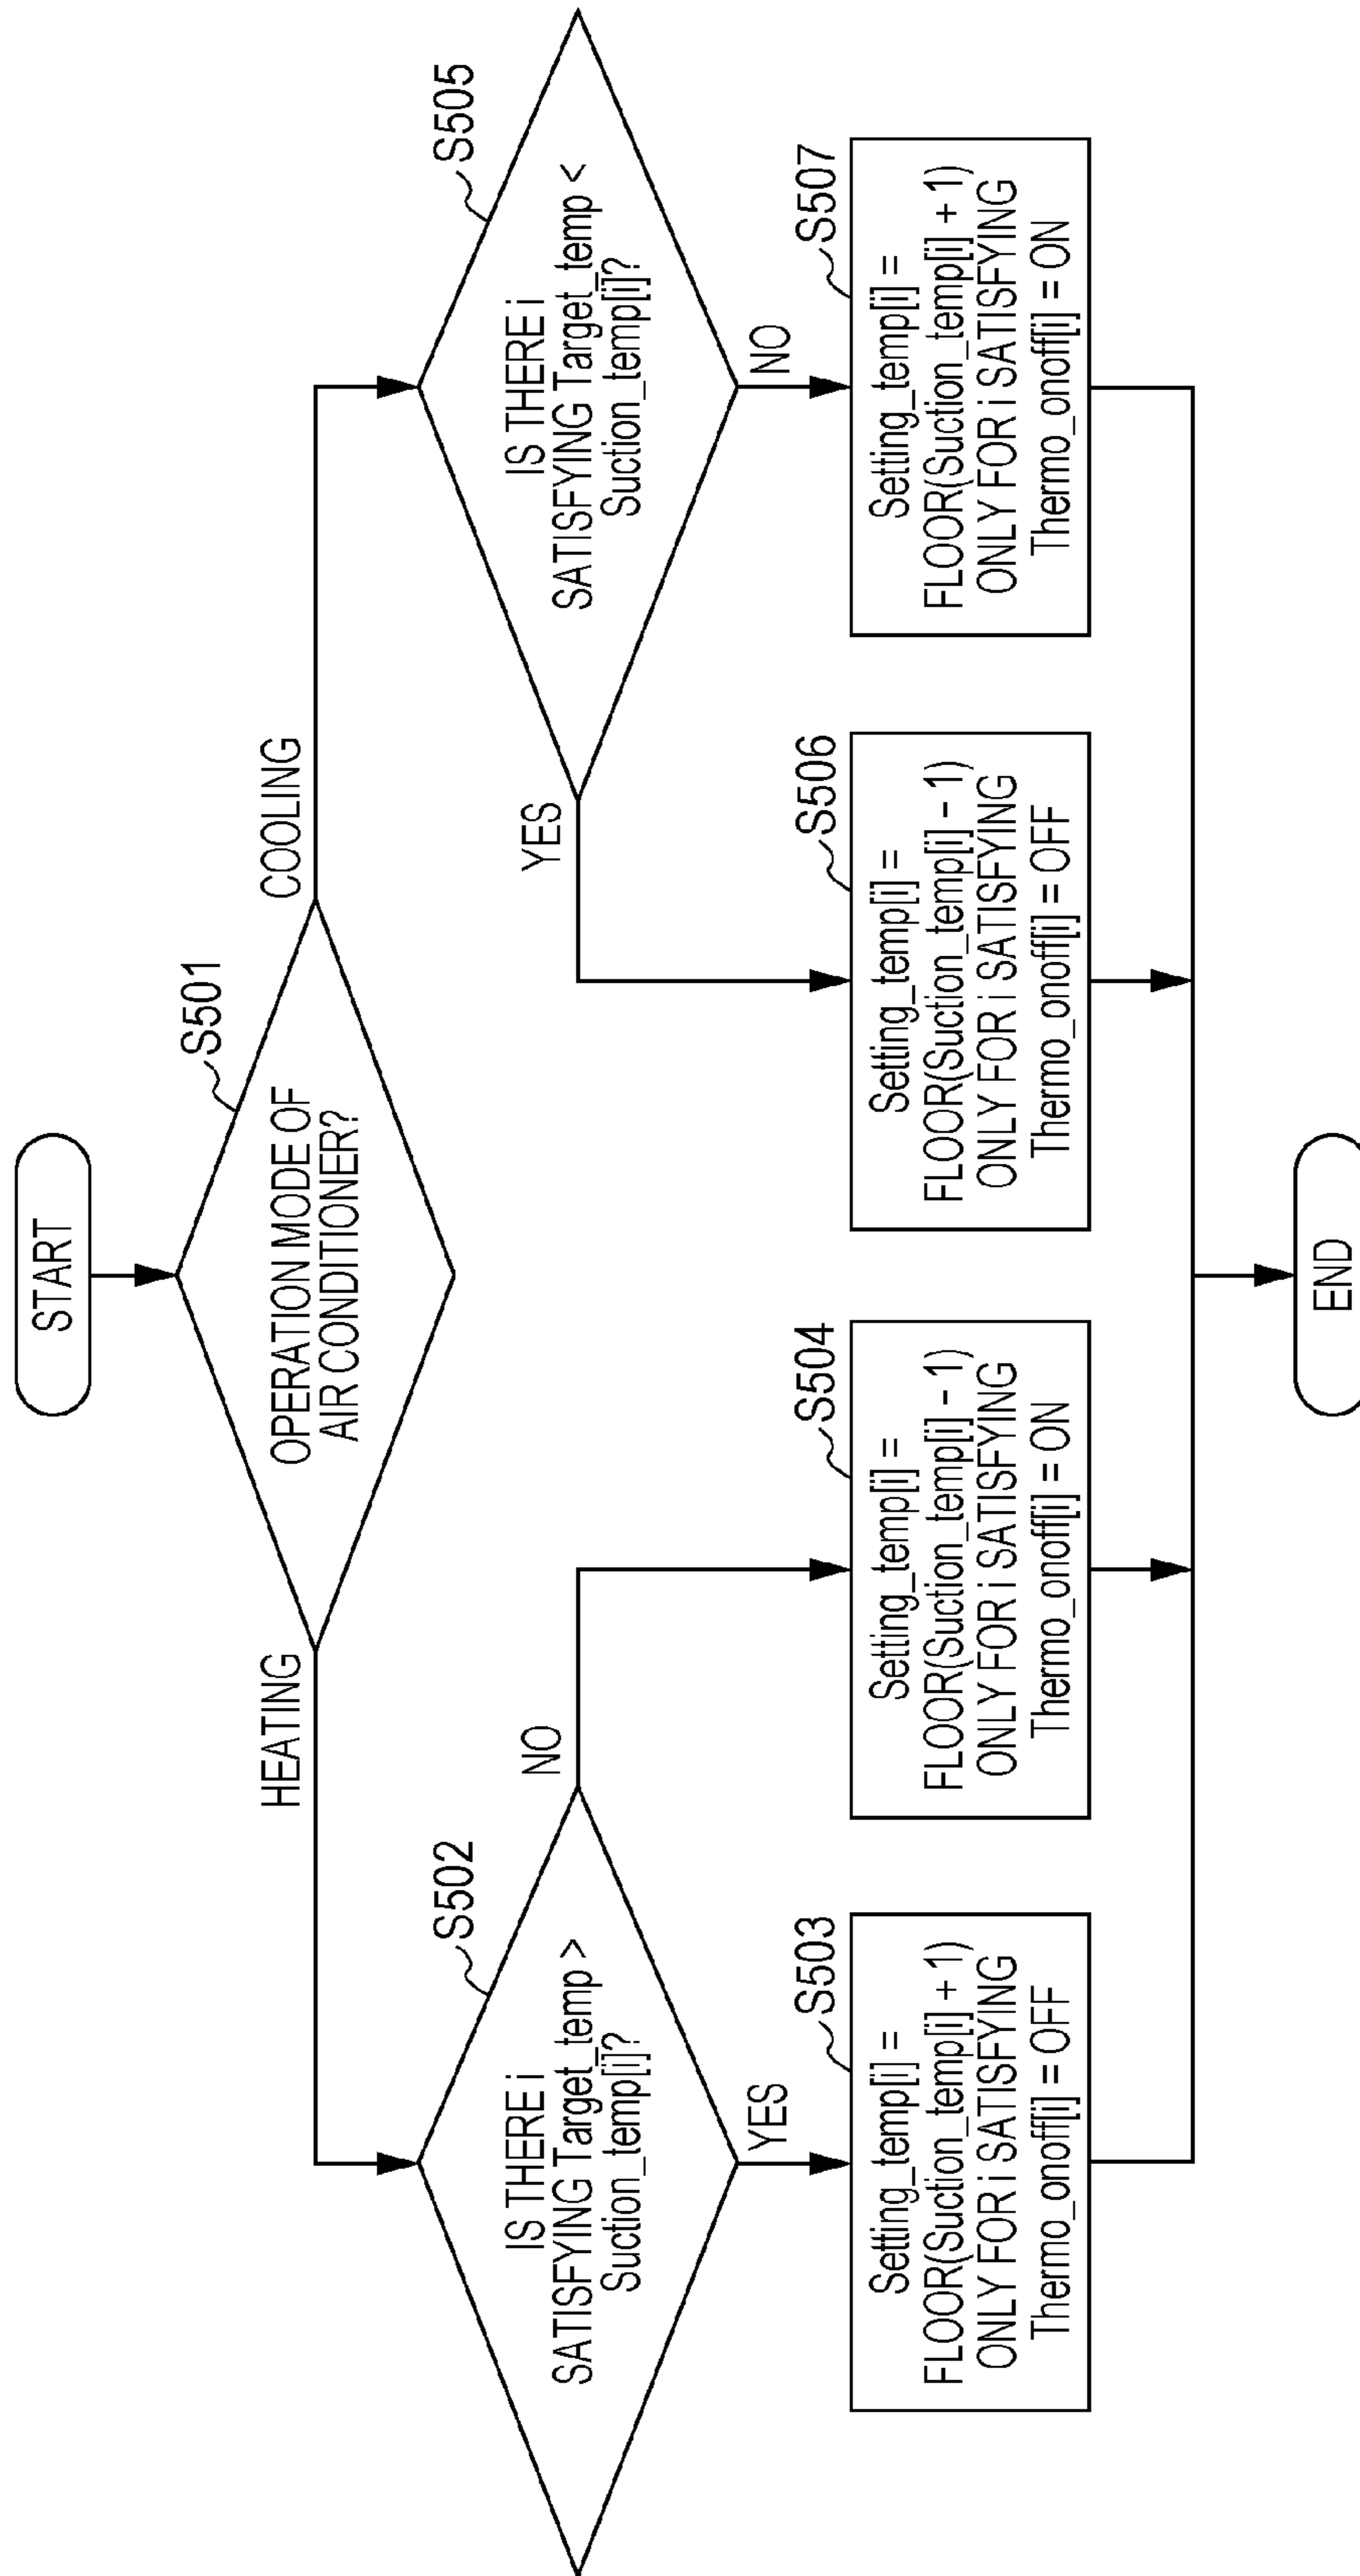 START
S501
OPERATION MODE OF
AIR CONDITIONER?
HEATING
COOLING
S502
IS THERE i
SATISFYING Target_temp >
Suction_temp[i]?
NO
YES
S505
IS THERE i
SATISFYING Target_temp <
Suction_temp[i]?
YES
NO
S503
Setting_temp[i] =
FLOOR(Suction_temp[i] + 1)
ONLY FOR i SATISFYING
Thermo_onoff[i] = OFF
S504
Setting_temp[i] =
FLOOR(Suction_temp[i] - 1)
ONLY FOR i SATISFYING
Thermo_onoff[i] = ON
S506
Setting_temp[i] =
FLOOR(Suction_temp[i] - 1)
ONLY FOR i SATISFYING
Thermo_onoff[i] = OFF
S507
Setting_temp[i] =
FLOOR(Suction_temp[i] + 1)
ONLY FOR i SATISFYING
Thermo_onoff[i] = ON
END